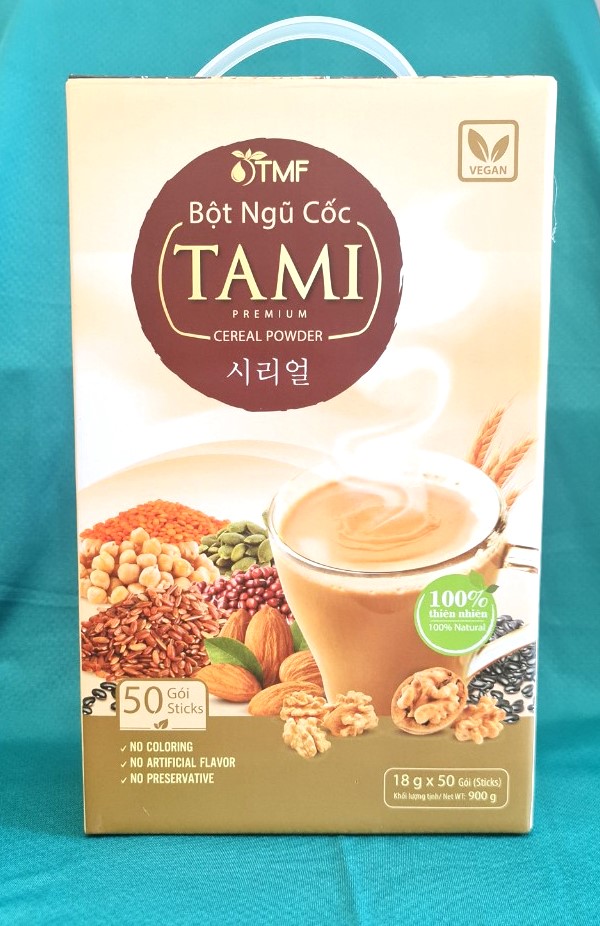 TMF
VEGAN
Bột Ngũ Cốc
TAMI
PREMIUM
CEREAL POWDER
시리얼
100%
thiên nhiên
100% Natural
50 Gói
Sticks
✓ NO COLORING
✓ NO ARTIFICIAL FLAVOR
✓ NO PRESERVATIVE
18 g x 50 Gói (Sticks)
Khối lượng tịnh/ Net WT: 900 g